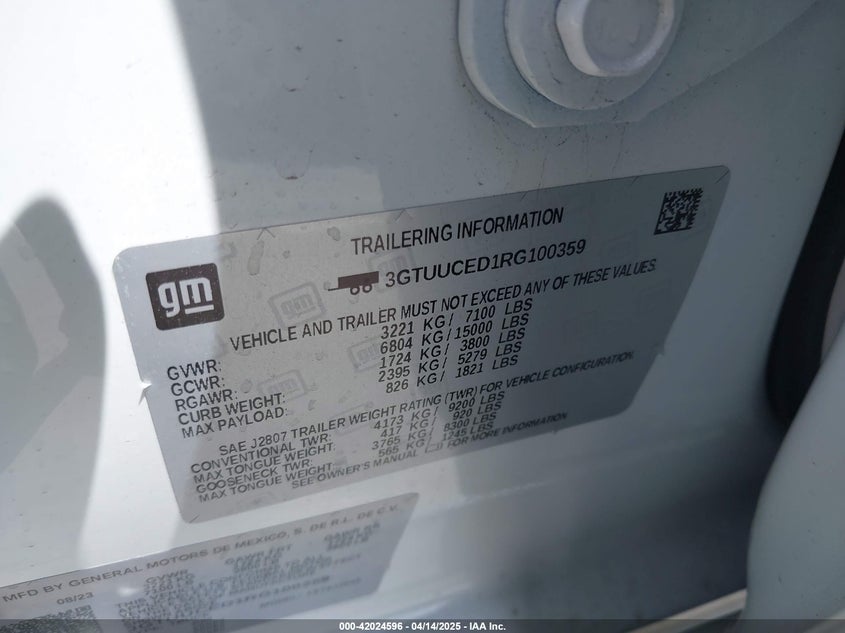 TRAILERING INFORMATION
gm
3GTUUCED1RG100359
VEHICLE AND TRAILER MUST NOT EXCEED ANY OF THESE VALUES.
GVWR: 3221 KG/ 7100 LBS
GCWR: 6804 KG/15000 LBS
RGAWR: 1724 KG/ 3800 LBS
CURB WEIGHT: 2395 KG/ 5279 LBS
MAX PAYLOAD: 826 KG/ 1821 LBS
SAE J2807 TRAILER WEIGHT RATING (TWR) FOR VEHICLE CONFIGURATION.
CONVENTIONAL TWR: 4173 KG/ 9200 LBS
MAX TONGUE WEIGHT: 417 KG/ 920 LBS
GOOSENECK TWR: 3765 KG/ 8300 LBS
MAX TONGUE WEIGHT: 565 KG/ 1245 LBS
SEE OWNER'S MANUAL FOR MORE INFORMATION
MFD BY GENERAL MOTORS DE MEXICO, S. DE R.L. DE C.V.
08/23 GVWR GAWR FRT GAWR RR
000-42024596 - 04/14/2025 - IAA Inc.